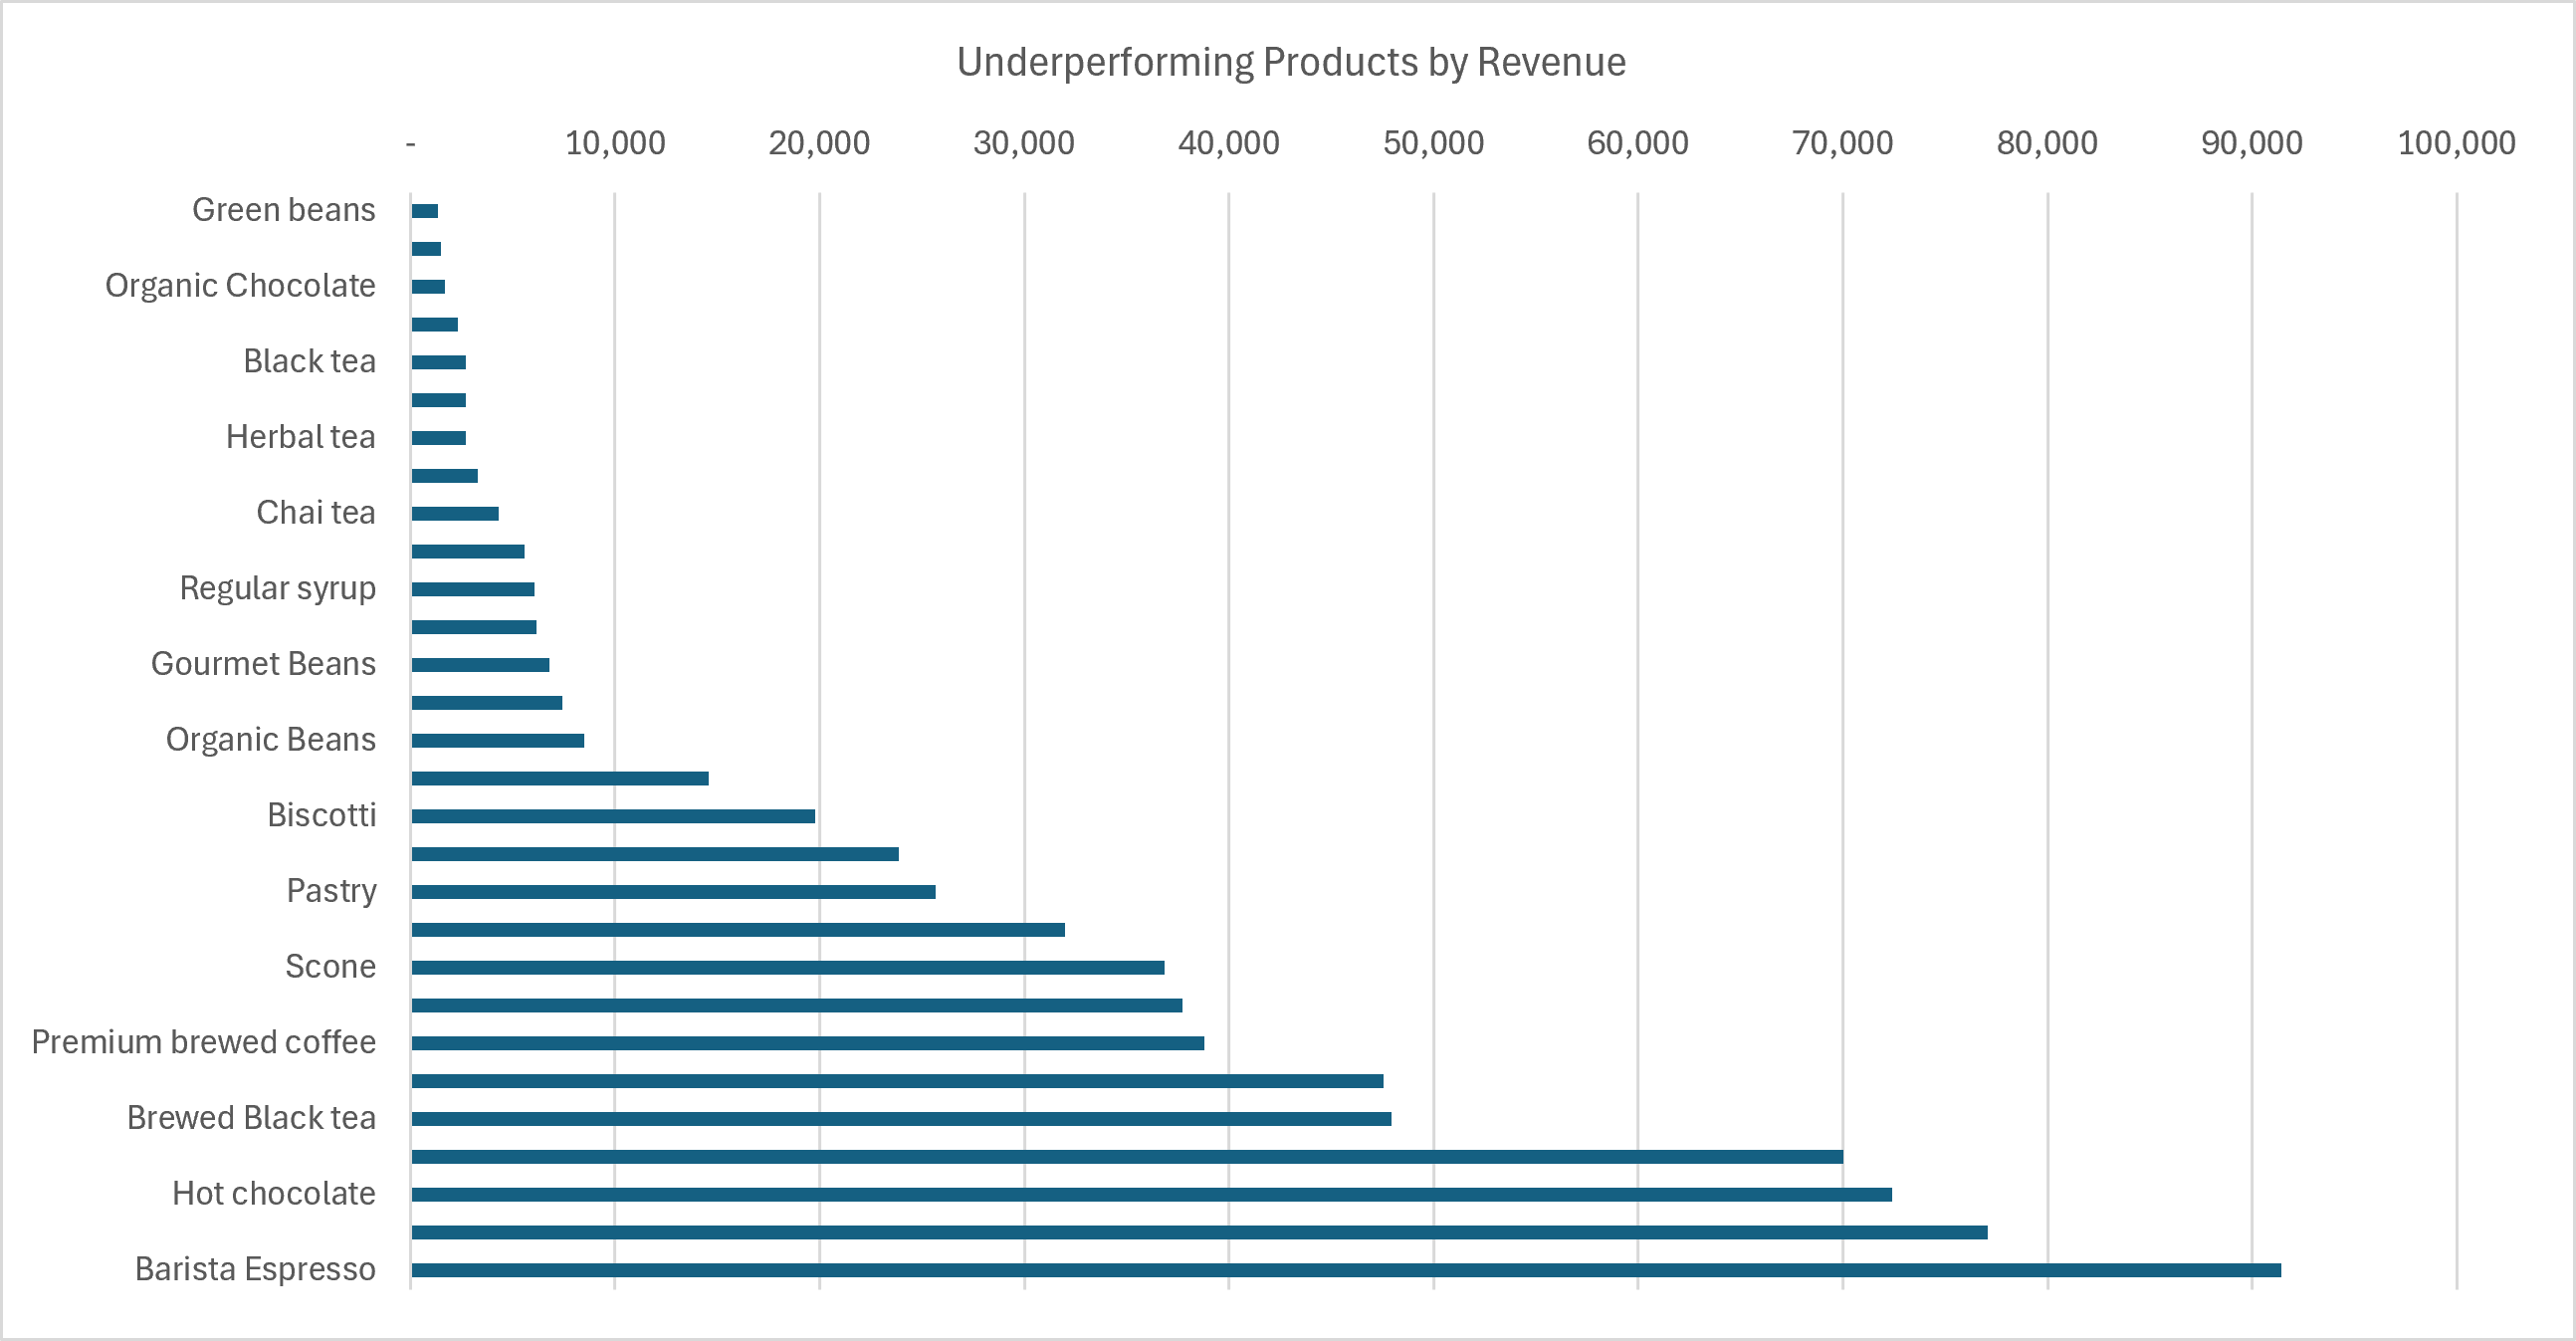 Underperforming Products by Revenue
- 10,000 20,000 30,000 40,000 50,000 60,000 70,000 80,000 90,000 100,000
Green beans
Organic Chocolate
Black tea
Herbal tea
Chai tea
Regular syrup
Gourmet Beans
Organic Beans
Biscotti
Pastry
Scone
Premium brewed coffee
Brewed Black tea
Hot chocolate
Barista Espresso